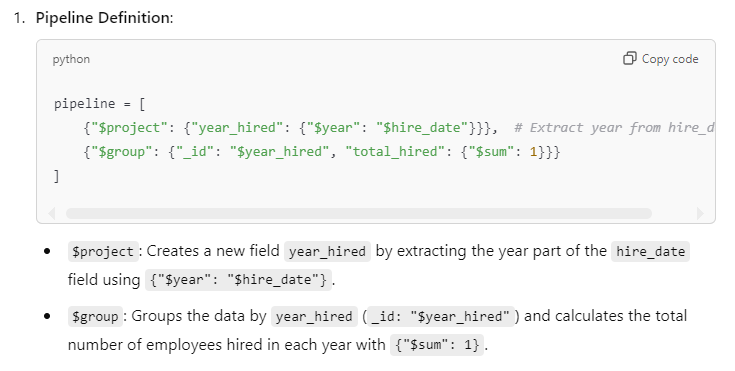 1. Pipeline Definition:
python
Copy code
pipeline = [
    {"$project": {"year_hired": {"$year": "$hire_date"}}},  # Extract year from hire_d
    {"$group": {"_id": "$year_hired", "total_hired": {"$sum": 1}}}
]
• $project : Creates a new field year_hired by extracting the year part of the hire_date
field using {"$year": "$hire_date"} .
• $group : Groups the data by year_hired ( _id: "$year_hired" ) and calculates the total
number of employees hired in each year with {"$sum": 1} .